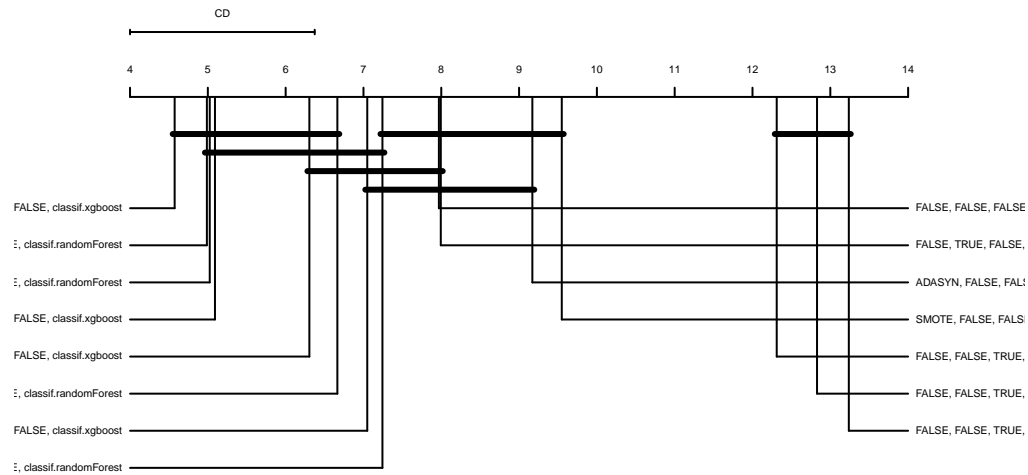 CD
4 5 6 7 8 9 10 11 12 13 14
FALSE, classif.xgboost
E, classif.randomForest
E, classif.randomForest
FALSE, classif.xgboost
FALSE, classif.xgboost
E, classif.randomForest
FALSE, classif.xgboost
E, classif.randomForest
FALSE, FALSE, FALSE
FALSE, TRUE, FALSE,
ADASYN, FALSE, FALS
SMOTE, FALSE, FALSE
FALSE, FALSE, TRUE,
FALSE, FALSE, TRUE,
FALSE, FALSE, TRUE,